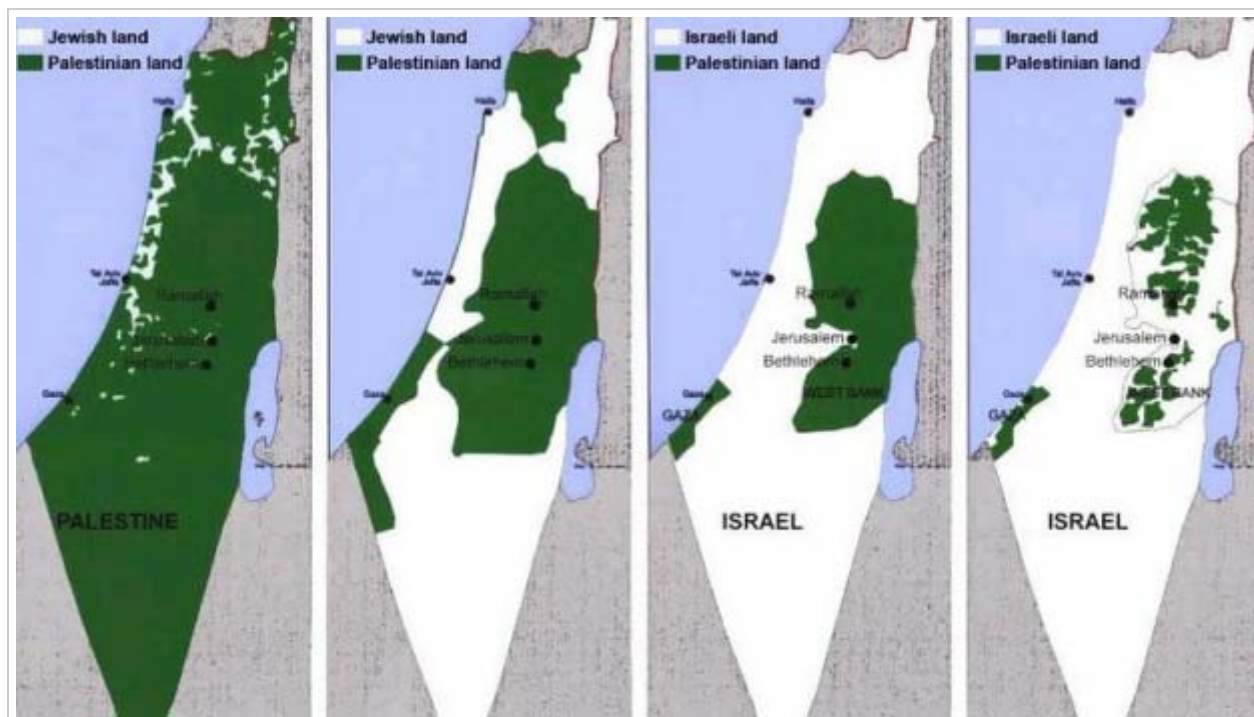 Jewish land
Palestinian land
Haifa
Tel Aviv
Jaffa
Ramallah
Jerusalem
Bethlehem
Gaza
PALESTINE
Jewish land
Palestinian land
Haifa
Tel Aviv
Jaffa
Ramallah
Jerusalem
Bethlehem
Gaza
Israeli land
Palestinian land
Haifa
Tel Aviv
Jaffa
Ramallah
Jerusalem
Bethlehem
Gaza
GAZA
WEST BANK
ISRAEL
Israeli land
Palestinian land
Haifa
Tel Aviv
Jaffa
Jerusalem
Bethlehem
Gaza
GAZA
ISRAEL